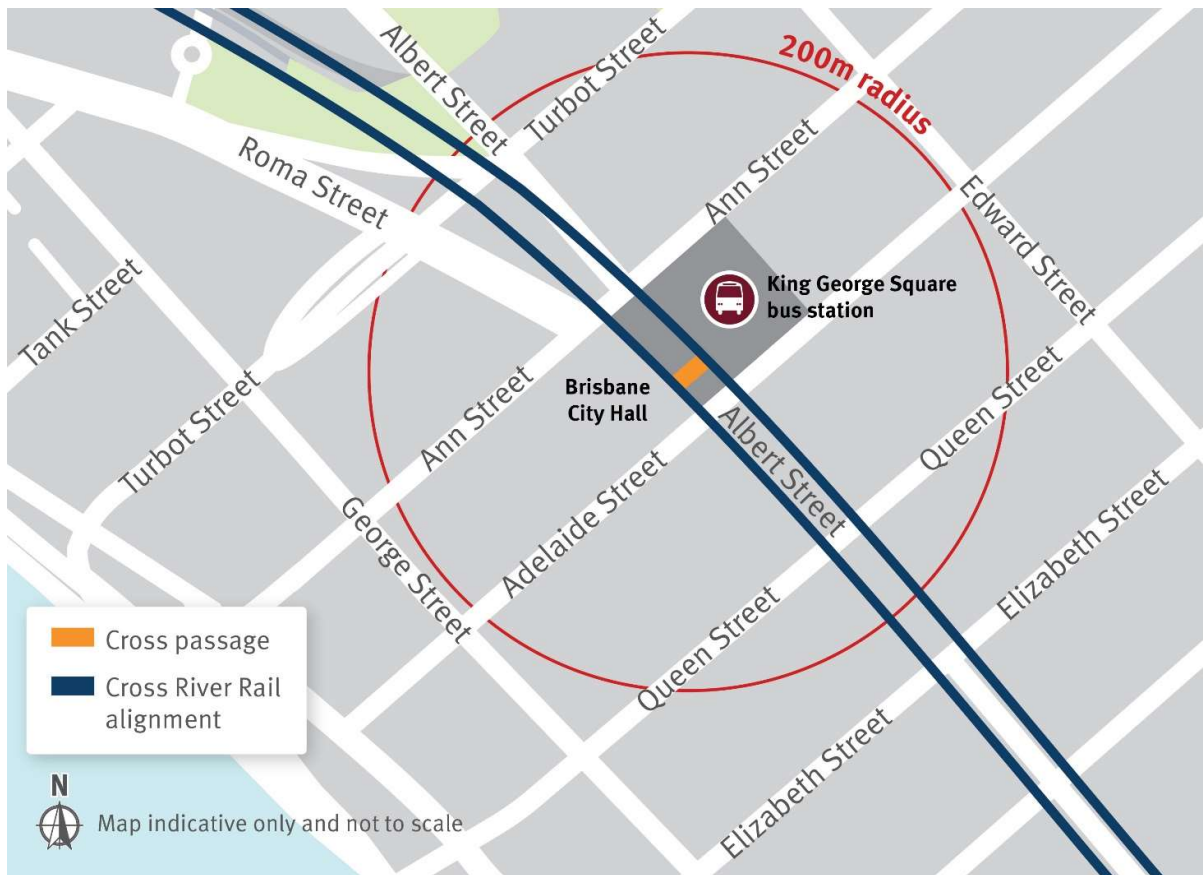 Albert Street
Turbot Street
200m radius
Roma Street
Ann Street
Edward Street
Tank Street
King George Square
bus station
Brisbane
City Hall
Turbot Street
Ann Street
Albert Street
Queen Street
George Street
Adelaide Street
Elizabeth Street
Queen Street
Elizabeth Street
Cross passage
Cross River Rail
alignment
N
Map indicative only and not to scale